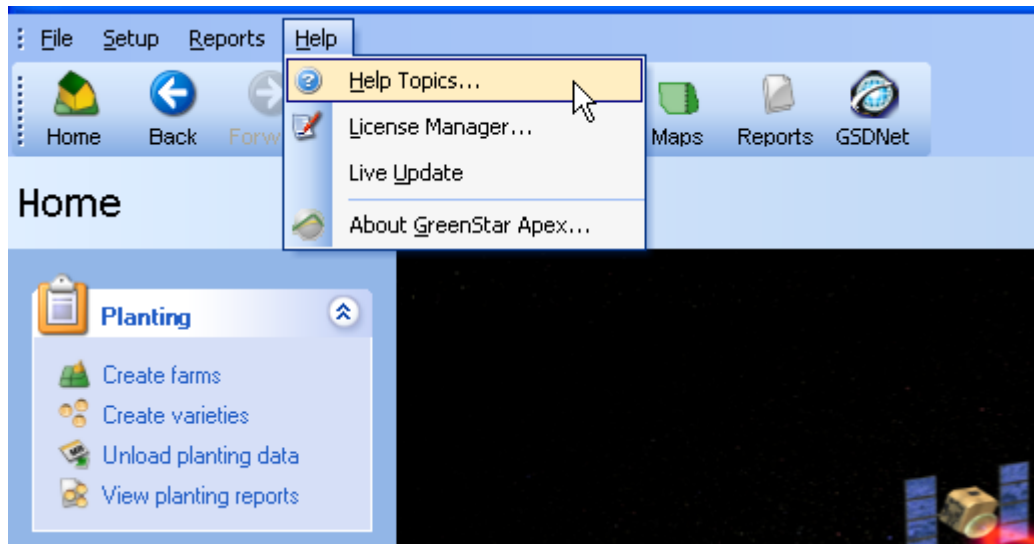 File Setup Reports Help
Help Topics...
License Manager...
Live Update
About GreenStar Apex...
Home Back Forw Maps Reports GSDNet
Home
Planting
Create farms
Create varieties
Unload planting data
View planting reports